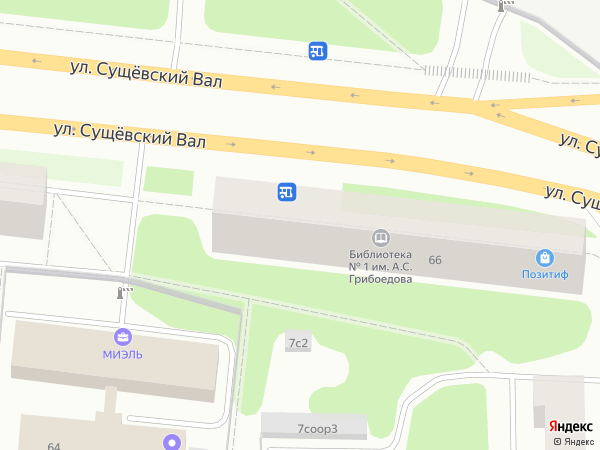 ул. Сущёвский Вал
ул. Су
ул. Сущёвский Вал
ул. Сущ
Библиотека
№ 1 им. А.С.
Грибоедова
66
Позитиф
МИЭЛЬ
7с2
7соор3
64
Яндекс
© Яндекс